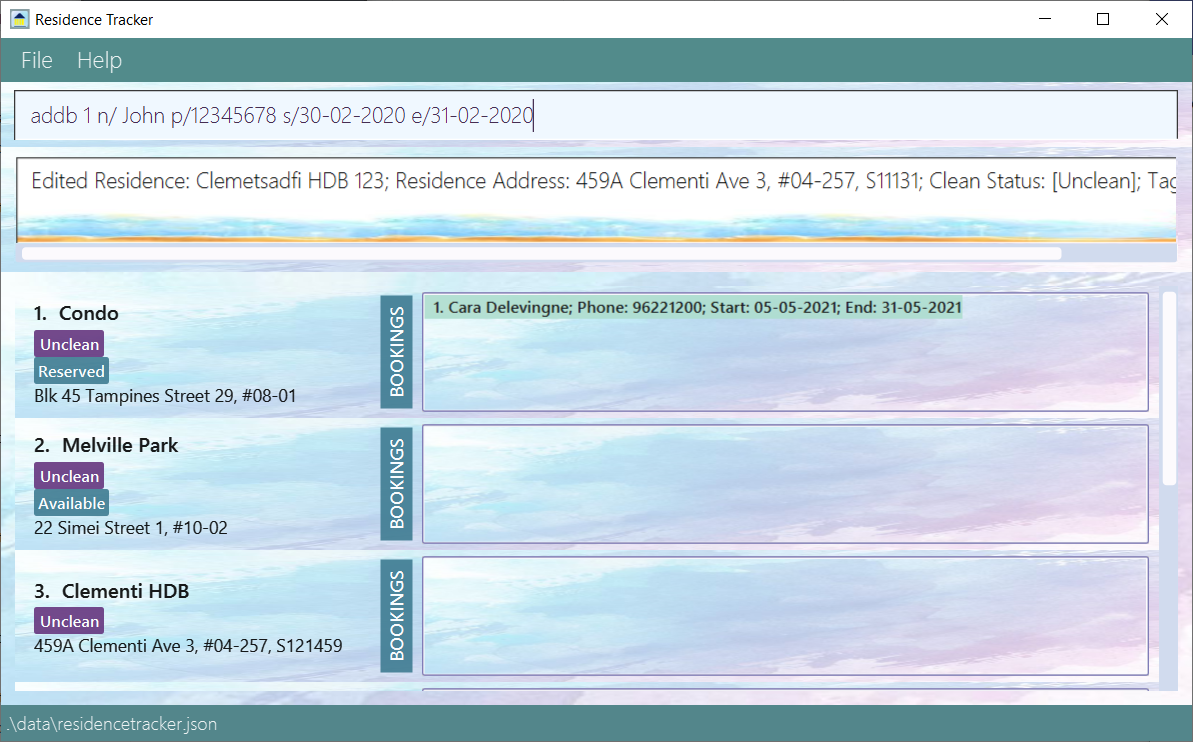 Residence Tracker
File Help
addb 1 n/ John p/12345678 s/30-02-2020 e/31-02-2020
Edited Residence: Clemetsadfi HDB 123; Residence Address: 459A Clementi Ave 3, #04-257, S11131; Clean Status: [Unclean]; Tag
1. Condo
Unclean
Reserved
Blk 45 Tampines Street 29, #08-01
BOOKINGS
1. Cara Delevingne; Phone: 96221200; Start: 05-05-2021; End: 31-05-2021
2. Melville Park
Unclean
Available
22 Simei Street 1, #10-02
BOOKINGS
3. Clementi HDB
Unclean
459A Clementi Ave 3, #04-257, S121459
BOOKINGS
.\data\residencetracker.json